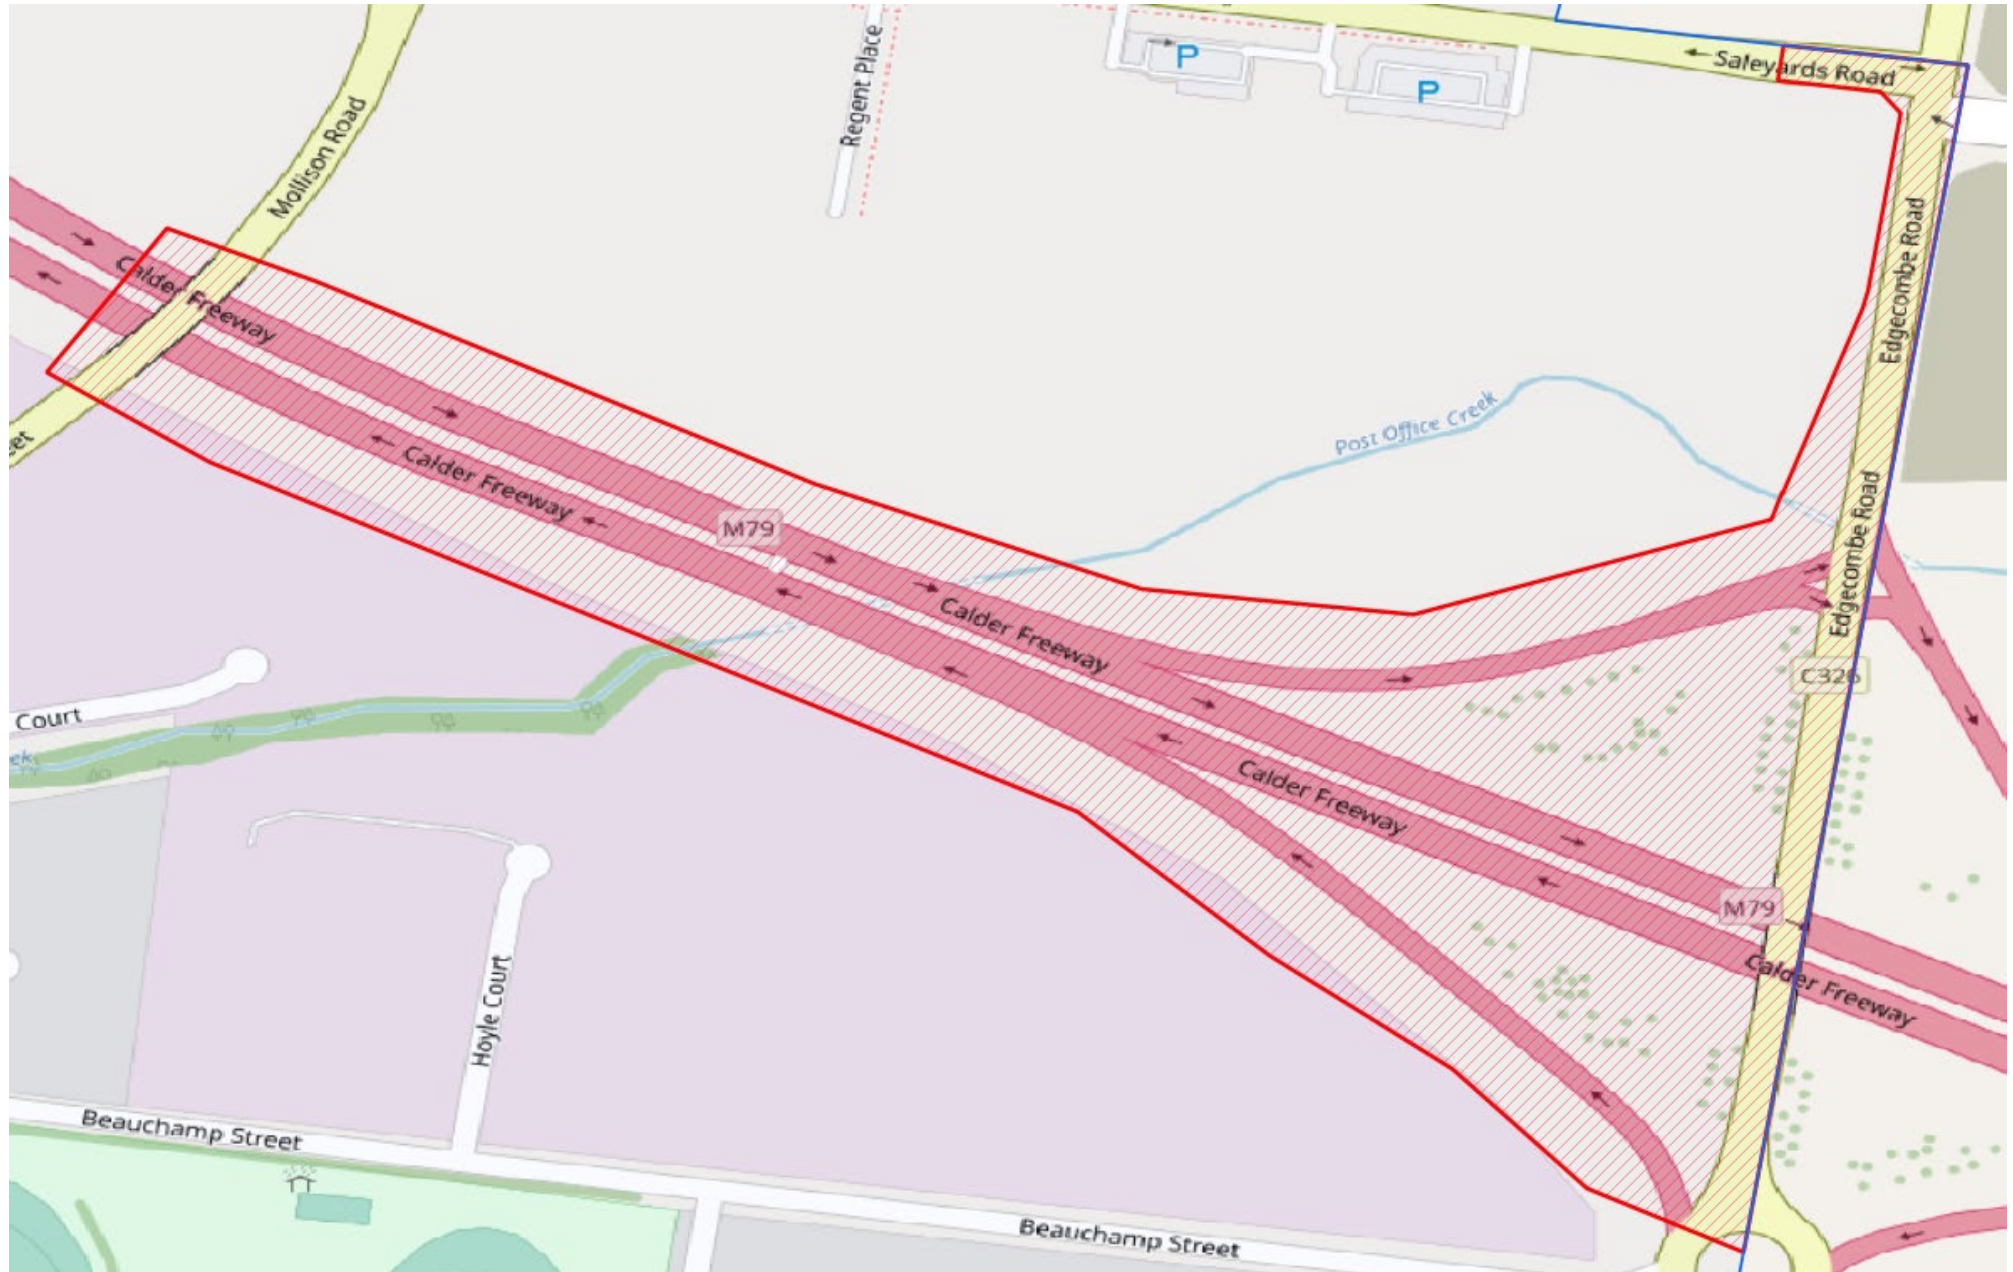 Regent Place
P
P
Saleyards Road
Mollison Road
Edgecombe Road
Calder Freeway
Post Office Creek
Calder Freeway
M79
Edgecombe Road
Calder Freeway
C326
Court
Calder Freeway
M79
Calder Freeway
Hoyle Court
Beauchamp Street
Beauchamp Street